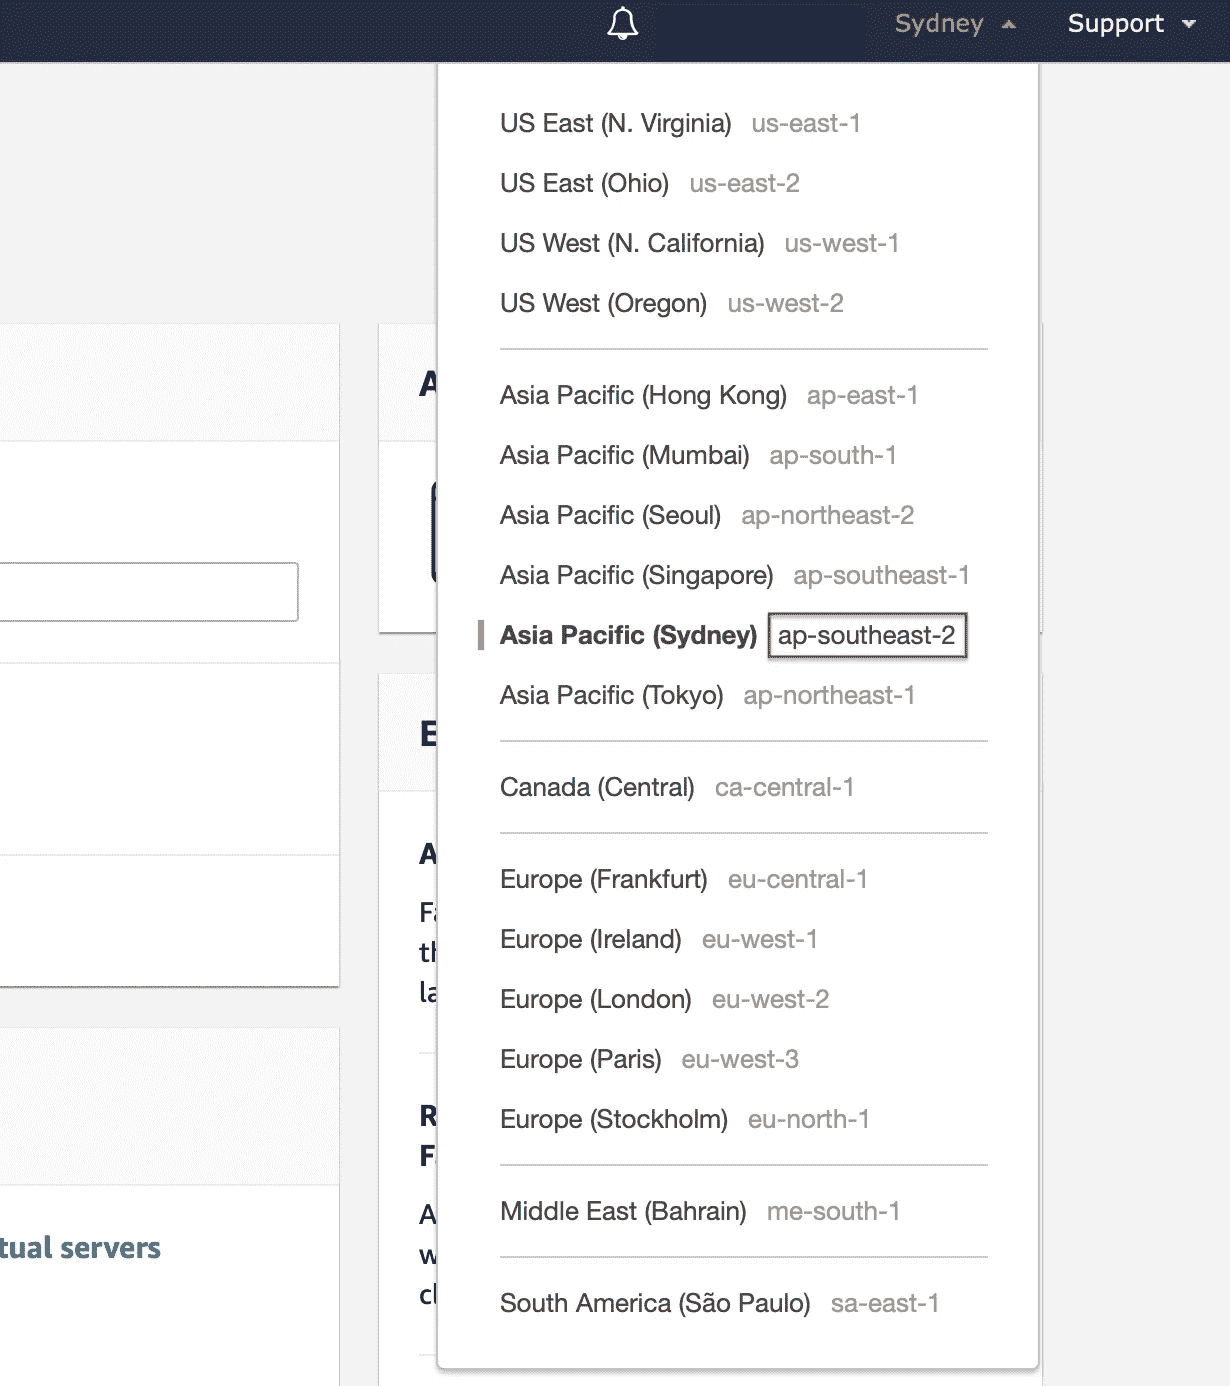 Sydney Support
US East (N. Virginia) us-east-1
US East (Ohio) us-east-2
US West (N. California) us-west-1
US West (Oregon) us-west-2
Asia Pacific (Hong Kong) ap-east-1
Asia Pacific (Mumbai) ap-south-1
Asia Pacific (Seoul) ap-northeast-2
Asia Pacific (Singapore) ap-southeast-1
Asia Pacific (Sydney) ap-southeast-2
Asia Pacific (Tokyo) ap-northeast-1
Canada (Central) ca-central-1
Europe (Frankfurt) eu-central-1
Europe (Ireland) eu-west-1
Europe (London) eu-west-2
Europe (Paris) eu-west-3
Europe (Stockholm) eu-north-1
Middle East (Bahrain) me-south-1
tual servers
South America (São Paulo) sa-east-1